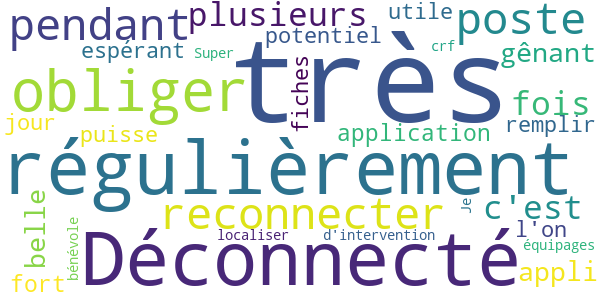 pendant
plusieurs
utile
poste
espérant
Super
potentiel
crf
gênant
très
obliger
fiches
fois
jour
puisse
application
remplir
régulièrement
reconnecter
Je
c'est
belle
bénévole
Déconnecté
localiser
d'intervention
l'on
équipages
fort
appli